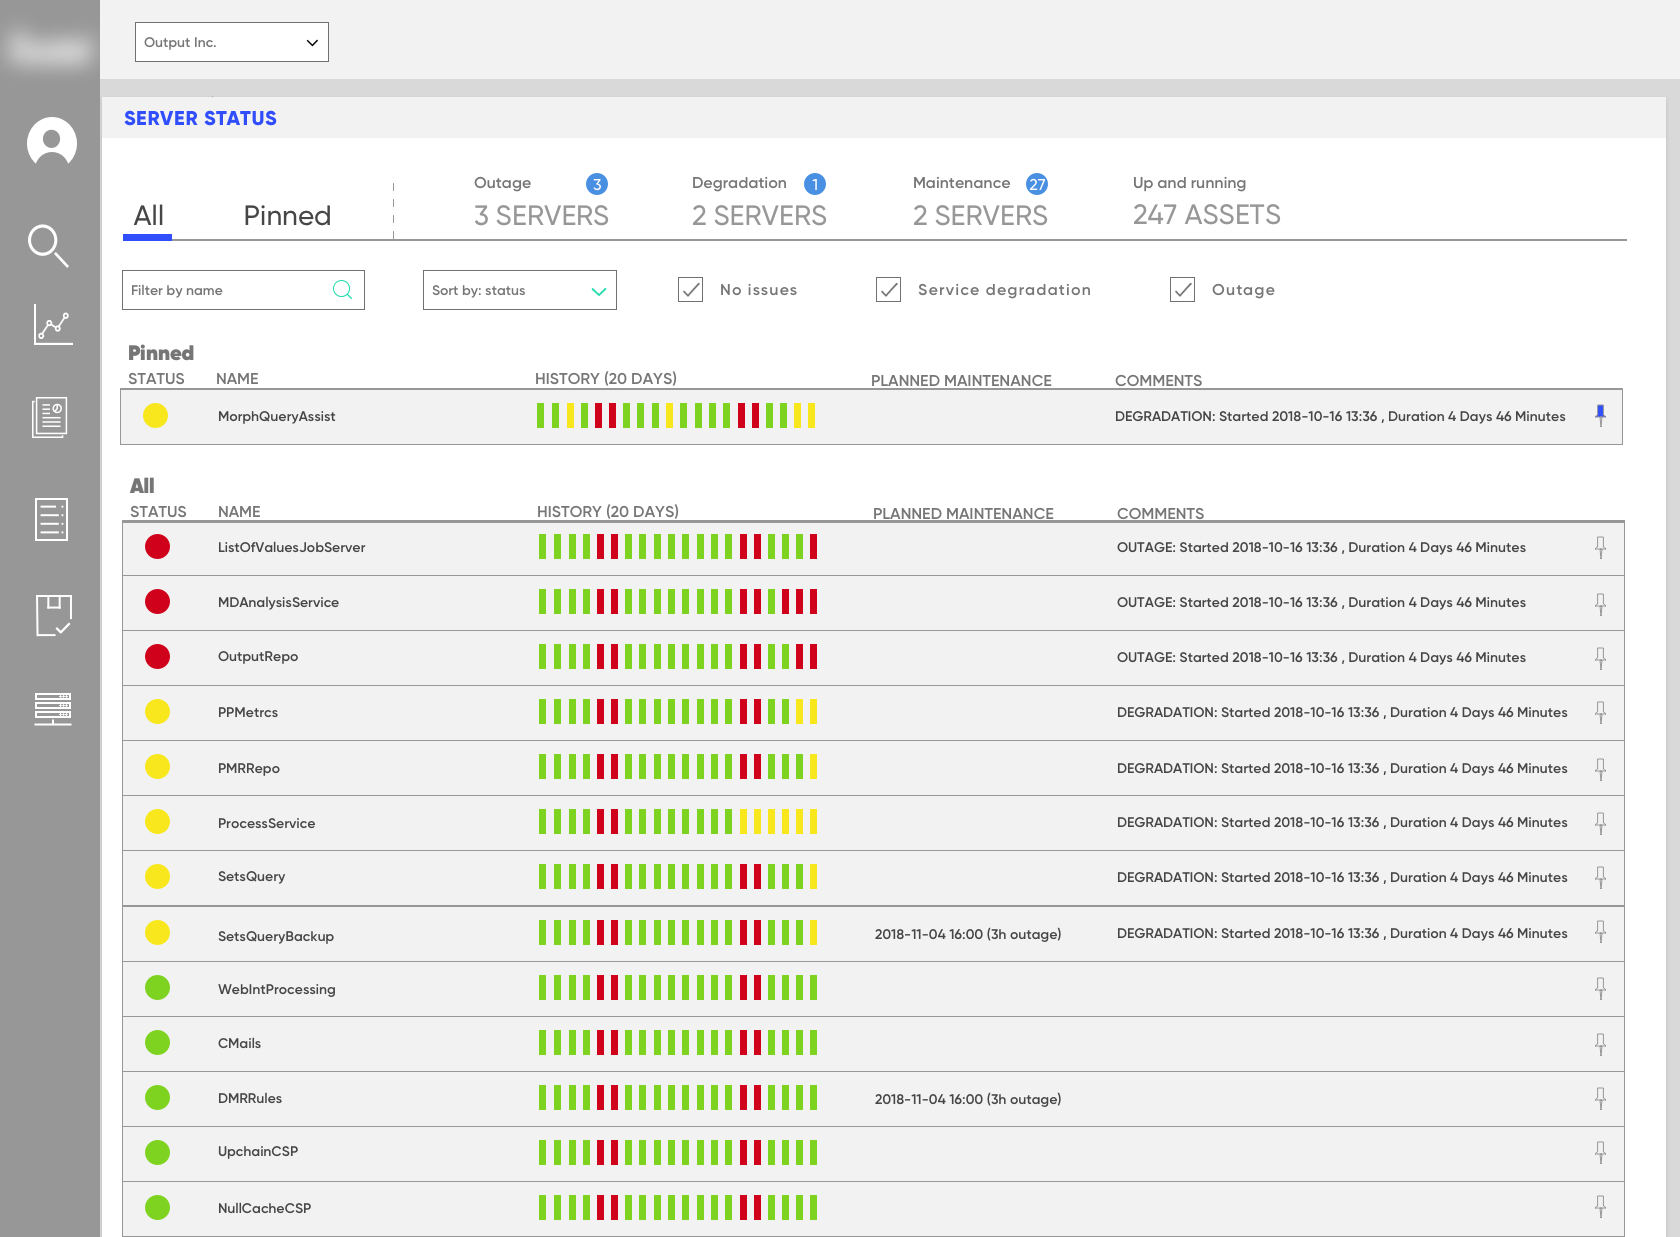 Output Inc.
SERVER STATUS
All
Pinned
Outage 3
3 SERVERS
Degradation 1
2 SERVERS
Maintenance 27
2 SERVERS
Up and running
247 ASSETS
Filter by name
Sort by: status
No issues
Service degradation
Outage
Pinned
STATUS NAME HISTORY (20 DAYS) PLANNED MAINTENANCE COMMENTS
MorphQueryAssist DEGRADATION: Started 2018-10-16 13:36 , Duration 4 Days 46 Minutes
All
STATUS NAME HISTORY (20 DAYS) PLANNED MAINTENANCE COMMENTS
ListOfValuesJobServer OUTAGE: Started 2018-10-16 13:36 , Duration 4 Days 46 Minutes
MDAnalysisService OUTAGE: Started 2018-10-16 13:36 , Duration 4 Days 46 Minutes
OutputRepo OUTAGE: Started 2018-10-16 13:36 , Duration 4 Days 46 Minutes
PPMetrcs DEGRADATION: Started 2018-10-16 13:36 , Duration 4 Days 46 Minutes
PMRRepo DEGRADATION: Started 2018-10-16 13:36 , Duration 4 Days 46 Minutes
ProcessService DEGRADATION: Started 2018-10-16 13:36 , Duration 4 Days 46 Minutes
SetsQuery DEGRADATION: Started 2018-10-16 13:36 , Duration 4 Days 46 Minutes
SetsQueryBackup 2018-11-04 16:00 (3h outage) DEGRADATION: Started 2018-10-16 13:36 , Duration 4 Days 46 Minutes
WebIntProcessing
CMails
DMRRules 2018-11-04 16:00 (3h outage)
UpchainCSP
NullCacheCSP